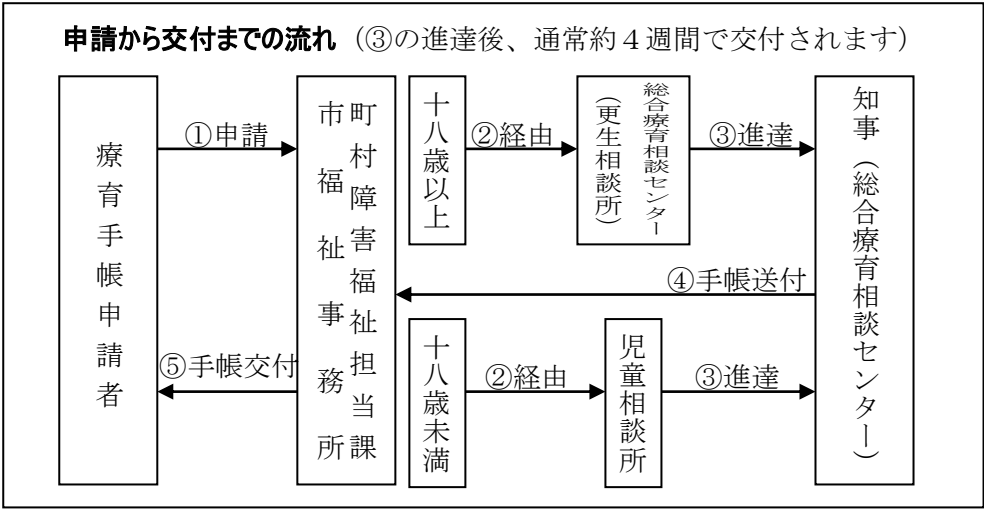 申請から交付までの流れ（③の進達後、通常約４週間で交付されます）
療育手帳申請者
①申請
⑤手帳交付
町村障害福祉担当課
市福祉事務所
十八歳以上
②経由
総合療育相談センター
（更生相談所）
③進達
④手帳送付
十八歳未満
②経由
児童相談所
③進達
知事（総合療育相談センター）